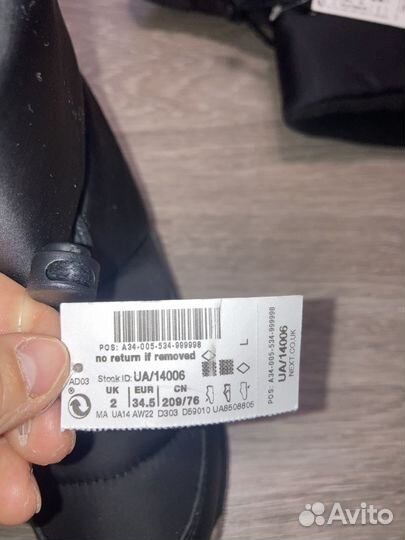 POS: A34-005-534-999998
no return if removed
L
AD03
Stock ID: UA/14006
UK EUR CN
2 34.5 209/76
MA UA14 AW22 D303 D59010 UA8508805
POS: A34-005-534-999998
UA/14006
NEXT.CO.UK
Avito